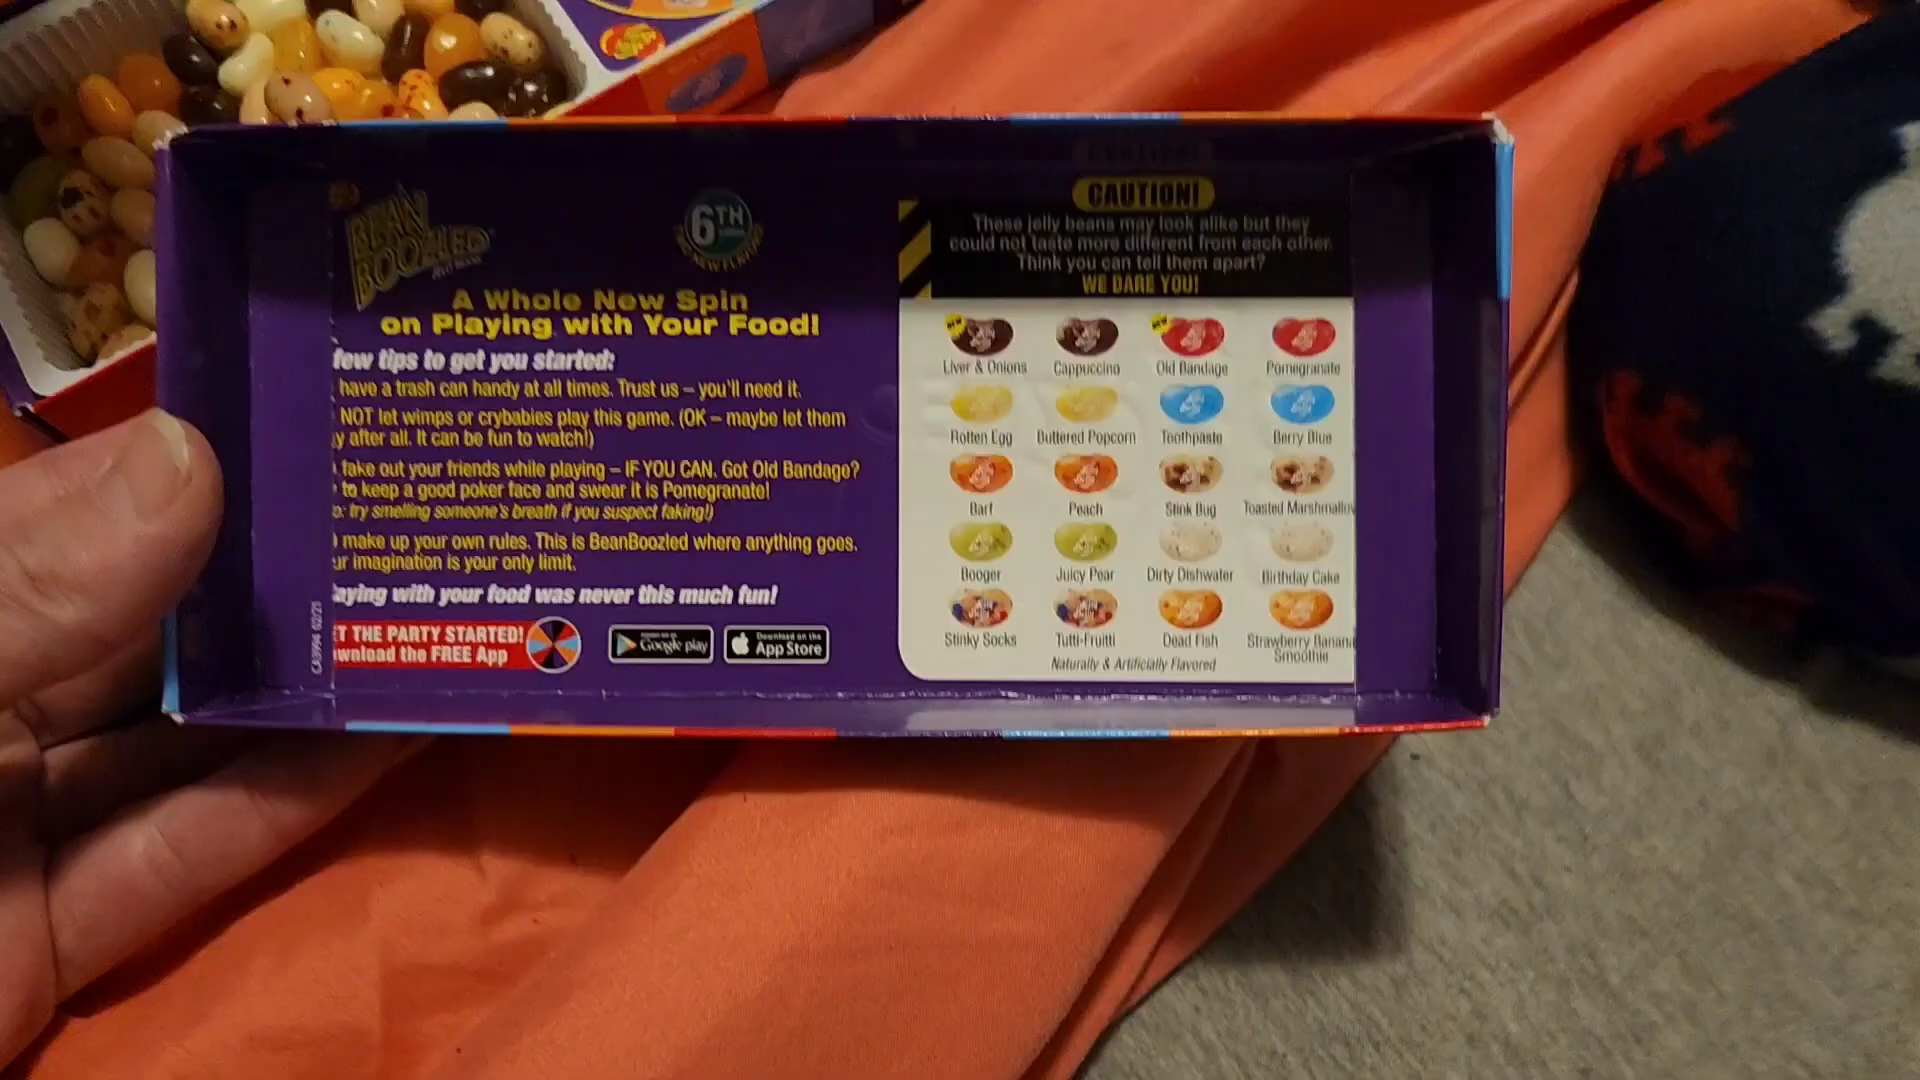 BEAN
BOOZLED
6TH
A Whole New Spin
on Playing with Your Food!
few tips to get you started:
have a trash can handy at all times. Trust us – you'll need it.
NOT let wimps or crybabies play this game. (OK – maybe let them
y after all. It can be fun to watch!)
fake out your friends while playing – IF YOU CAN. Got Old Bandage?
to keep a good poker face and swear it is Pomegranate!
o: try smelling someone's breath if you suspect faking!)
make up your own rules. This is BeanBoozled where anything goes.
ur imagination is your only limit.
aying with your food was never this much fun!
ET THE PARTY STARTED!
wnload the FREE App
Google play
Download on the
App Store
CAUTION!
These jelly beans may look alike but they
could not taste more different from each other.
Think you can tell them apart?
WE DARE YOU!
NEW
NEW
Liver & Onions Cappuccino Old Bandage Pomegranate
Rotten Egg Buttered Popcorn Toothpaste Berry Blue
Barf Peach Stink Bug Toasted Marshmallow
Booger Juicy Pear Dirty Dishwater Birthday Cake
Stinky Socks Tutti-Fruitti Dead Fish Strawberry Banana
Smoothie
Naturally & Artificially Flavored